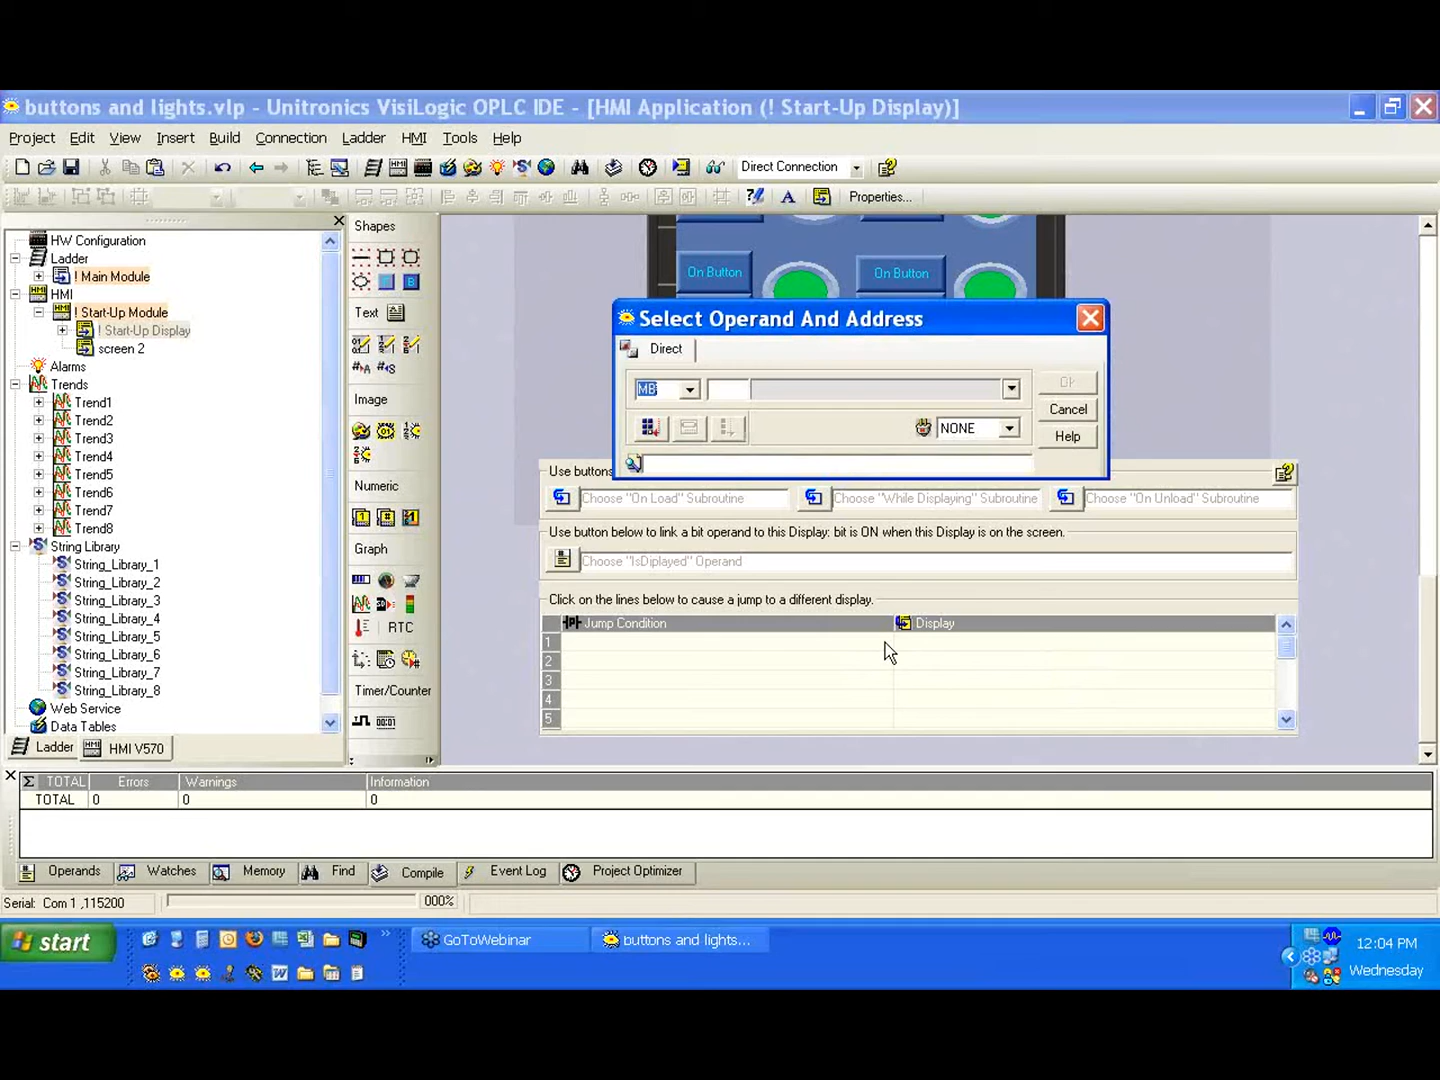 buttons and lights.vlp - Unitronics VisiLogic OPLC IDE - [HMI Application (! Start-Up Display)]
Project Edit View Insert Build Connection Ladder HMI Tools Help
Direct Connection
Properties...
HW Configuration
Ladder
! Main Module
HMI
! Start-Up Module
! Start-Up Display
screen 2
Alarms
Trends
Trend1
Trend2
Trend3
Trend4
Trend5
Trend6
Trend7
Trend8
String Library
String_Library_1
String_Library_2
String_Library_3
String_Library_4
String_Library_5
String_Library_6
String_Library_7
String_Library_8
Web Service
Data Tables
Ladder HMI V570
Shapes
Text
Image
Numeric
Graph
RTC
Timer/Counter
On Button On Button
Select Operand And Address
Direct
MB
Ok
Cancel
NONE
Help
Use buttons
Choose "On Load" Subroutine Choose "While Displaying" Subroutine Choose "On Unload" Subroutine
Use button below to link a bit operand to this Display: bit is ON when this Display is on the screen.
Choose "IsDiplayed" Operand
Click on the lines below to cause a jump to a different display.
Jump Condition Display
1
2
3
4
5
TOTAL Errors Warnings Information
TOTAL 0 0 0
Operands Watches Memory Find Compile Event Log Project Optimizer
Serial: Com 1 ,115200 000%
start GoToWebinar buttons and lights... 12:04 PM
Wednesday